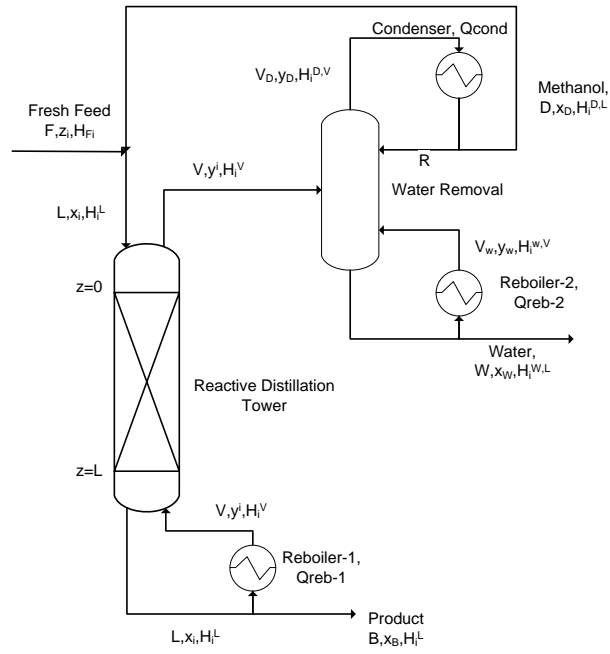 Condenser, Qcond
V_D,y_D,H_i^D,V
Methanol,
D,x_D,H_i^D,L
Fresh Feed
F,z_i,H_Fi
R
V,y^i,H_i^V
Water Removal
L,x_i,H_i^L
V_w,y_w,H_i^w,V
z=0
Reboiler-2,
Qreb-2
Water,
W,x_W,H_i^W,L
Reactive Distillation
Tower
z=L
V,y^i,H_i^V
Reboiler-1,
Qreb-1
Product
B,x_B,H_i^L
L,x_i,H_i^L